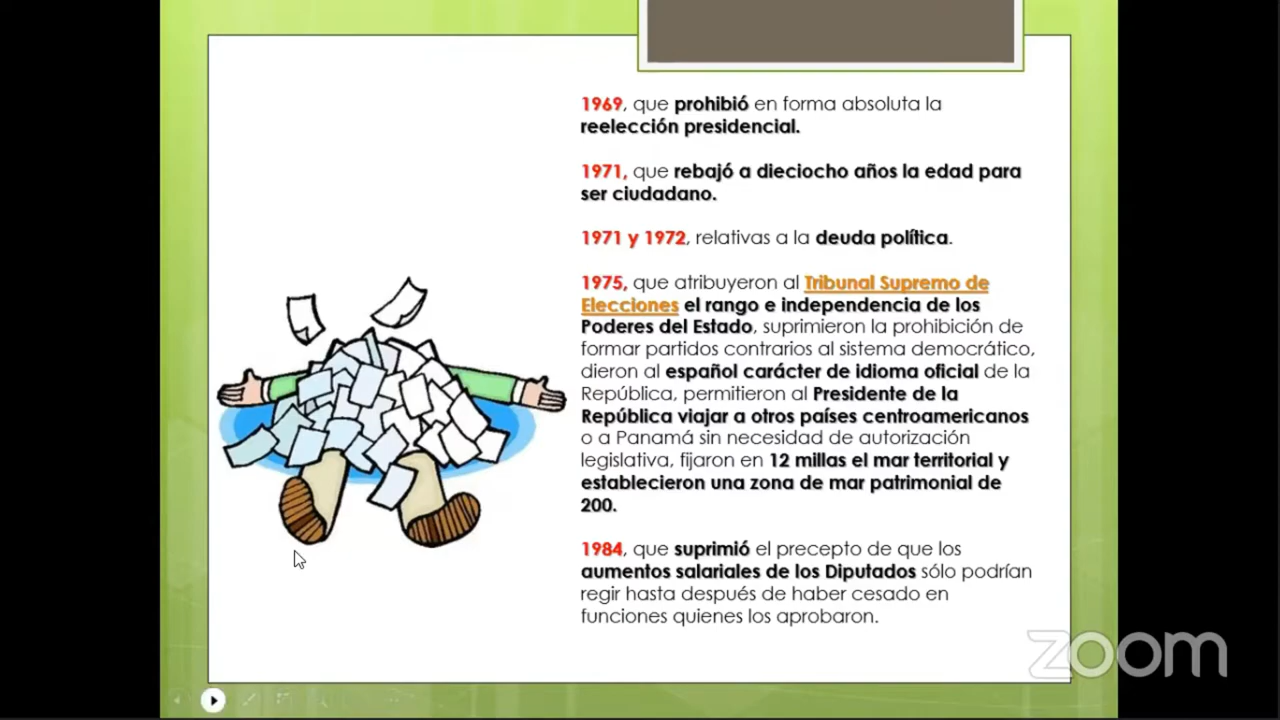 1969, que prohibió en forma absoluta la
reelección presidencial.
1971, que rebajó a dieciocho años la edad para
ser ciudadano.
1971 y 1972, relativas a la deuda política.
1975, que atribuyeron al Tribunal Supremo de
Elecciones el rango e independencia de los
Poderes del Estado, suprimieron la prohibición de
formar partidos contrarios al sistema democrático,
dieron al español carácter de idioma oficial de la
República, permitieron al Presidente de la
República viajar a otros países centroamericanos
o a Panamá sin necesidad de autorización
legislativa, fijaron en 12 millas el mar territorial y
establecieron una zona de mar patrimonial de
200.
1984, que suprimió el precepto de que los
aumentos salariales de los Diputados sólo podrían
regir hasta después de haber cesado en
funciones quienes los aprobaron.
zoom